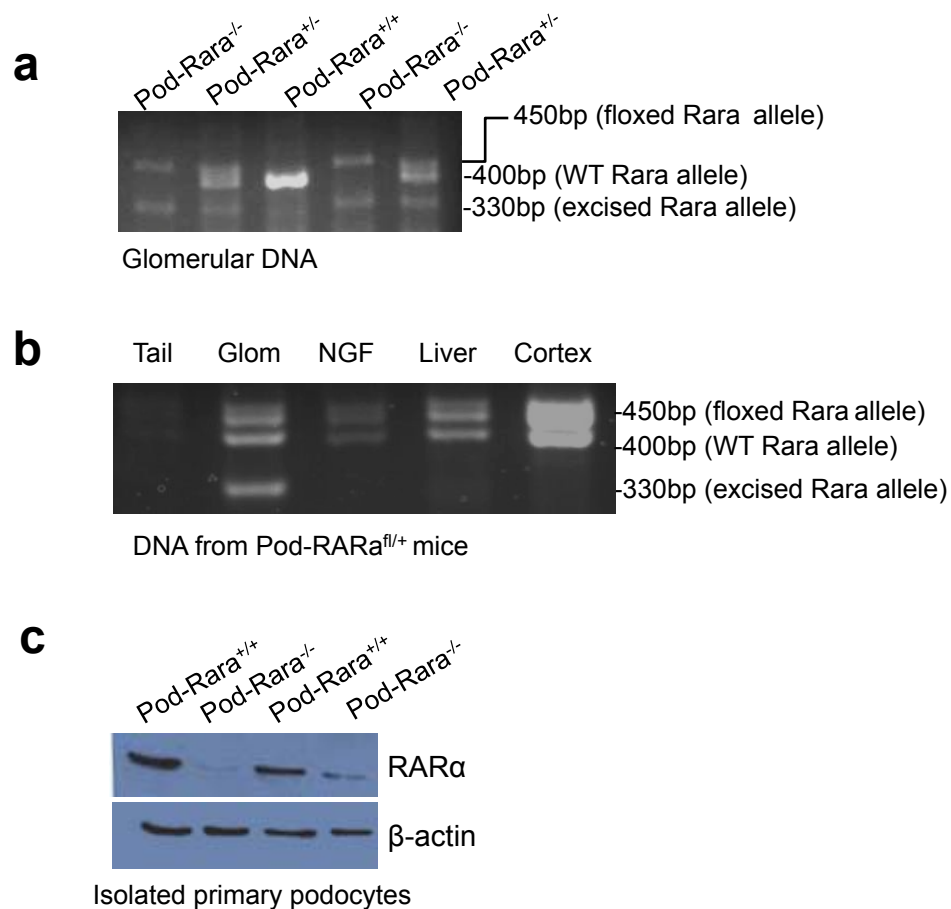 a
Pod-Rara⁻/⁻ Pod-Rara⁺/⁻ Pod-Rara⁺/⁺ Pod-Rara⁻/⁻ Pod-Rara⁺/⁻
450bp (floxed Rara allele)
-400bp (WT Rara allele)
-330bp (excised Rara allele)
Glomerular DNA
b
Tail Glom NGF Liver Cortex
-450bp (floxed Rara allele)
-400bp (WT Rara allele)
-330bp (excised Rara allele)
DNA from Pod-RARaᶠˡ/⁺ mice
c
Pod-Rara⁺/⁺ Pod-Rara⁻/⁻ Pod-Rara⁺/⁺ Pod-Rara⁻/⁻
RARα
β-actin
Isolated primary podocytes